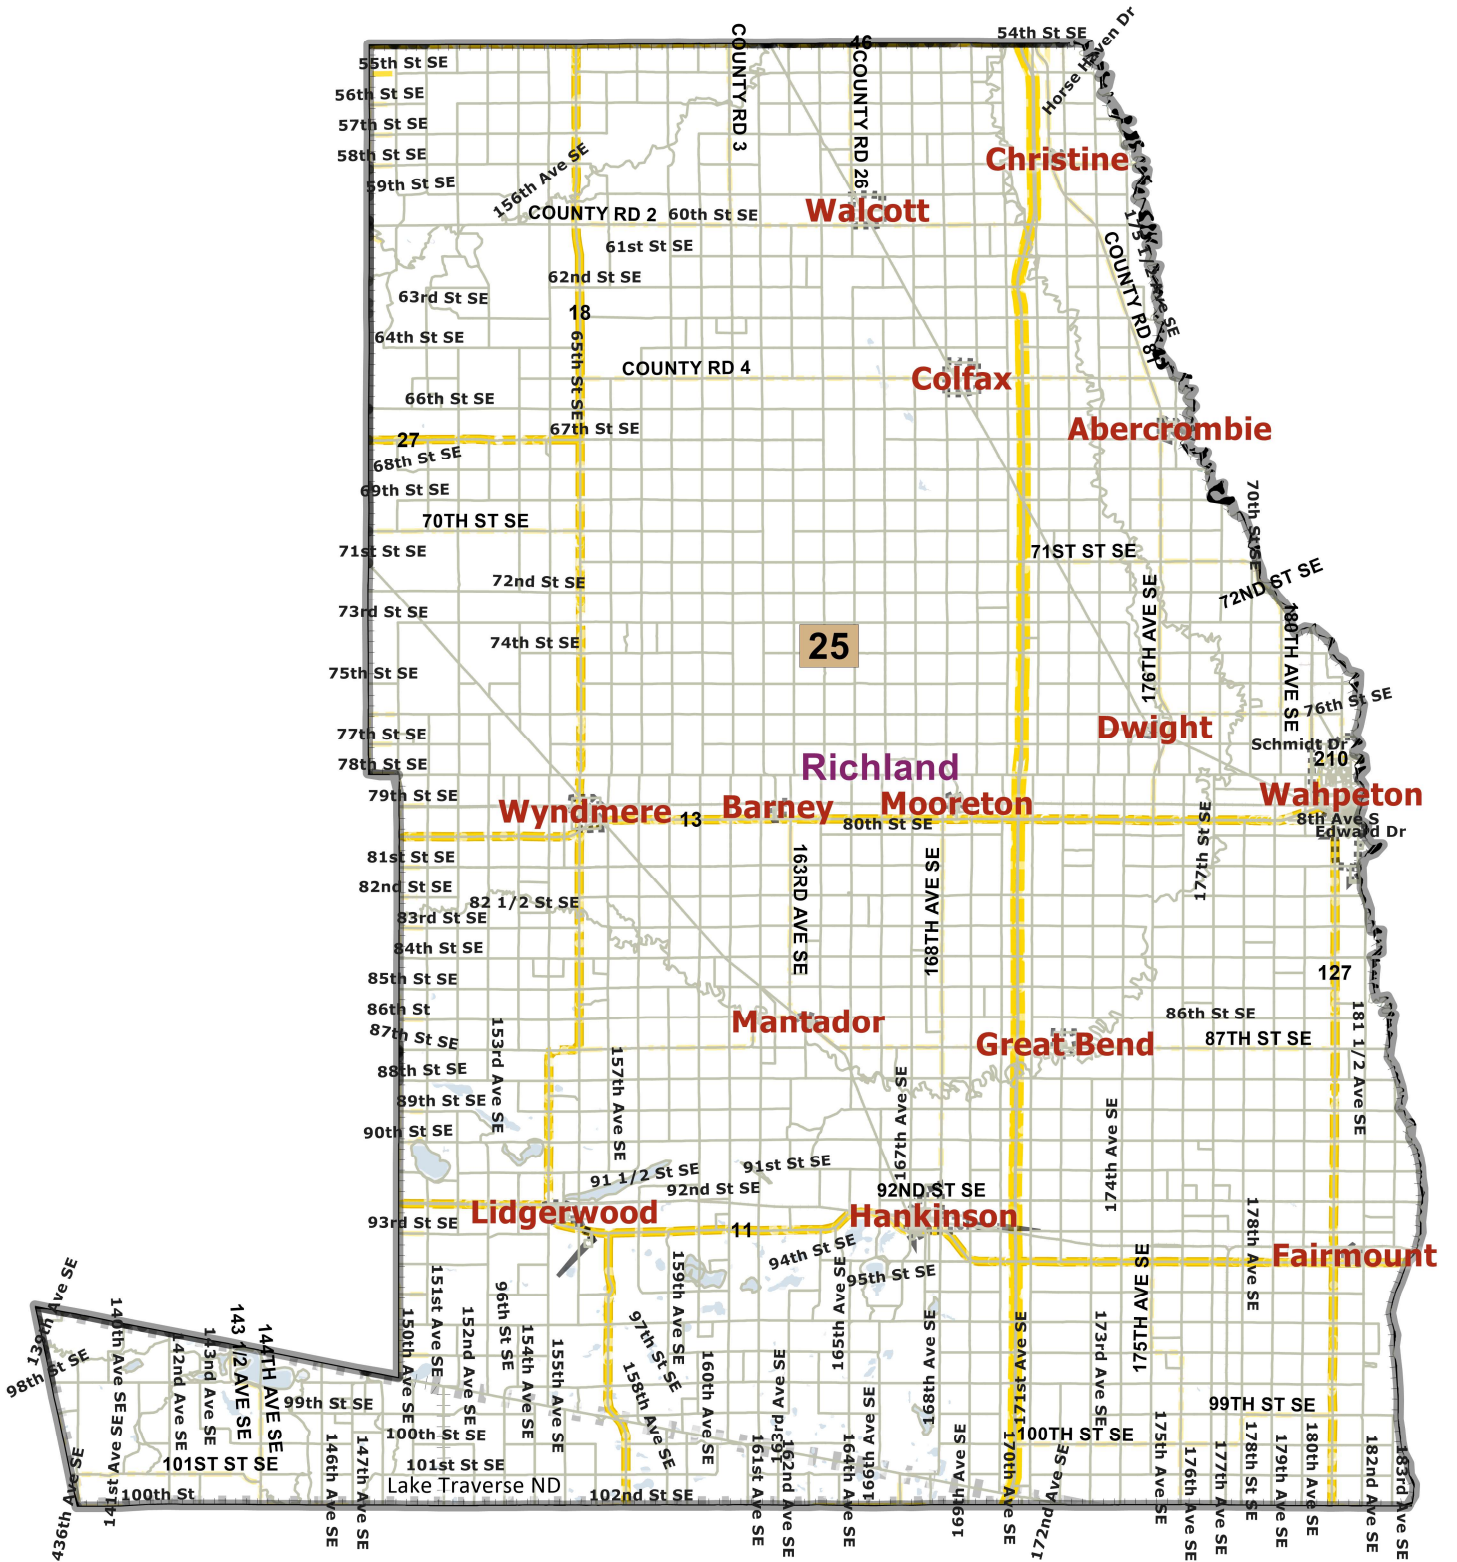 54th St SE
Horse Haven Dr
46
COUNTY RD 3
COUNTY RD 26
55th St SE
56th St SE
57th St SE
58th St SE
59th St SE
156th Ave SE
Christine
COUNTY RD 2
60th St SE
Walcott
175 1/2 Ave SE
61st St SE
COUNTY RD 81
62nd St SE
63rd St SE
18
64th St SE
65th St SE
COUNTY RD 4
Colfax
66th St SE
67th St SE
Abercrombie
27
68th St SE
69th St SE
70th St SE
70TH ST SE
71st St SE
71ST ST SE
72nd St SE
72ND ST SE
73rd St SE
176TH AVE SE
180TH AVE SE
74th St SE
25
75th St SE
76th St SE
77th St SE
Dwight
Schmidt Dr
78th St SE
Richland
210
79th St SE
Wyndmere
Barney
Mooreton
Wahpeton
13
80th St SE
8th Ave S
Edward Dr
81st St SE
163RD AVE SE
168TH AVE SE
177th St SE
82nd St SE
82 1/2 St SE
83rd St SE
84th St SE
127
85th St SE
86th St
86th St SE
Mantador
87th St SE
87TH ST SE
Great Bend
181 1/2 Ave SE
153rd Ave SE
157th Ave SE
88th St SE
89th St SE
167th Ave SE
174th Ave SE
90th St SE
91st St SE
91 1/2 St SE
92nd St SE
92ND ST SE
Lidgerwood
93rd St SE
11
Hankinson
178th Ave SE
94th St SE
Fairmount
95th St SE
159th Ave SE
165th Ave SE
175TH AVE SE
139th Ave SE
98th St SE
140th Ave SE
142nd Ave SE
143nd Ave SE
143 1/2 AVE SE
144TH AVE SE
150th Ave SE
151st Ave SE
152nd Ave SE
96th St SE
154th Ave SE
155th Ave SE
97th St SE
158th Ave SE
160th Ave SE
163rd Ave SE
168th Ave SE
171st Ave SE
173rd Ave SE
99th St SE
99TH ST SE
100th St SE
100TH ST SE
141st Ave SE
146th Ave SE
147th Ave SE
161st Ave SE
162nd Ave SE
164th Ave SE
166th Ave SE
169th Ave SE
170th Ave SE
172nd Ave SE
175th Ave SE
176th Ave SE
177th Ave SE
178th St SE
179th Ave SE
180th Ave SE
182nd Ave SE
183rd Ave SE
101ST ST SE
101st St SE
436th Ave SE
Lake Traverse ND
100th St
102nd St SE